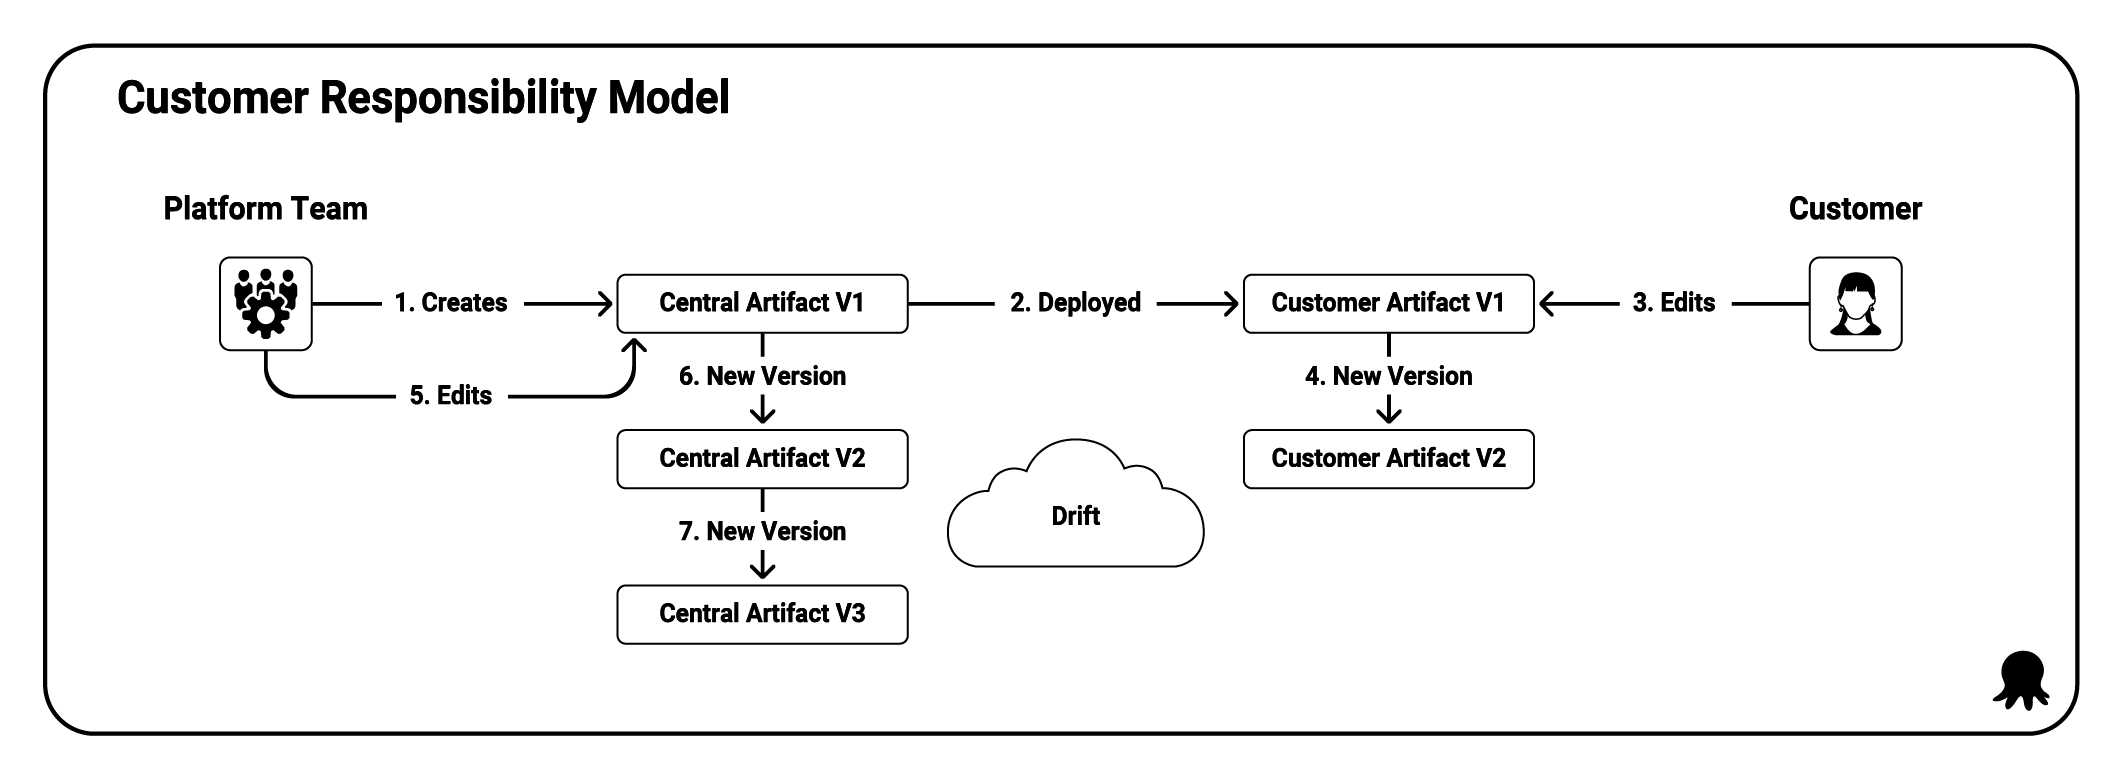 Customer Responsibility Model
Platform Team
Customer
1. Creates
Central Artifact V1
2. Deployed
Customer Artifact V1
3. Edits
5. Edits
6. New Version
4. New Version
Central Artifact V2
Customer Artifact V2
Drift
7. New Version
Central Artifact V3